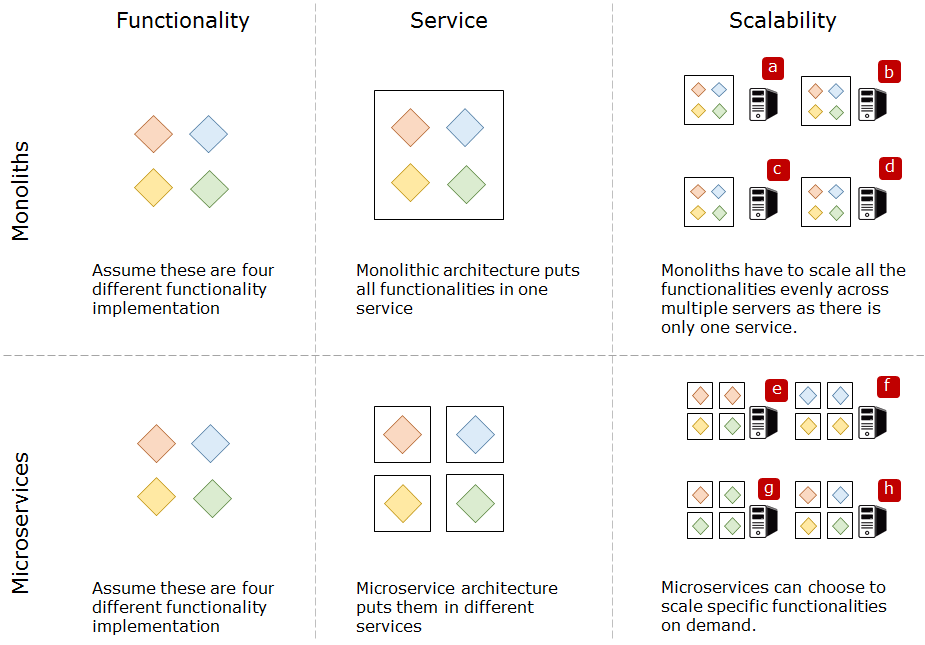 Functionality
Service
Scalability
Monoliths
a
b
c
d
Assume these are four
different functionality
implementation
Monolithic architecture puts
all functionalities in one
service
Monoliths have to scale all the
functionalities evenly across
multiple servers as there is
only one service.
Microservices
e
f
g
h
Assume these are four
different functionality
implementation
Microservice architecture
puts them in different
services
Microservices can choose to
scale specific functionalities
on demand.